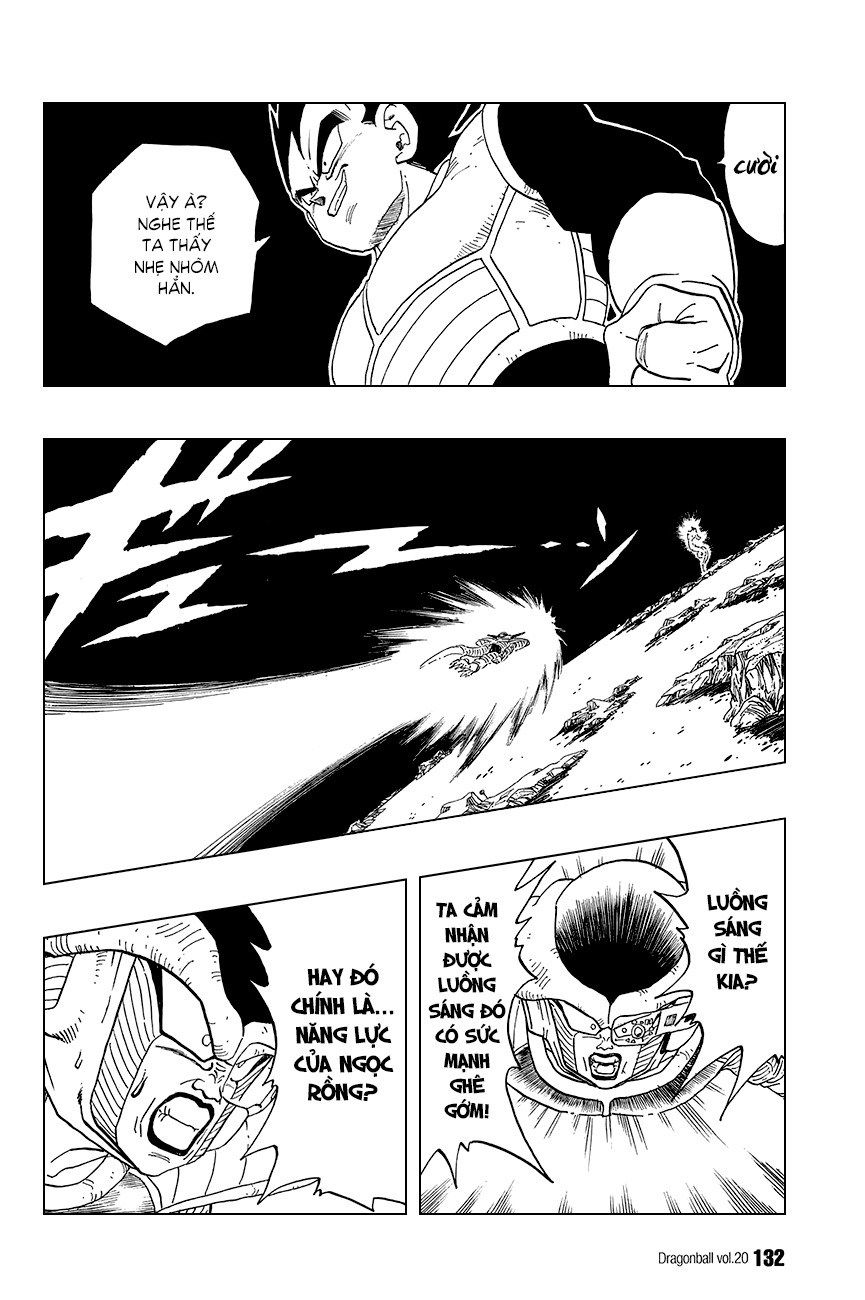 CƯỜI
VẬY À?
NGHE THẾ
TA THẤY
NHẸ NHÕM
HẲN.
LUỒNG
SÁNG
GÌ THẾ
KIA?
TA CẢM
NHẬN
ĐƯỢC
LUỒNG
SÁNG ĐÓ
CÓ SỨC
MẠNH
GHÊ
GỚM!
HAY ĐÓ
CHÍNH LÀ...
NĂNG LỰC
CỦA NGỌC
RỒNG?
Dragonball vol.20 132